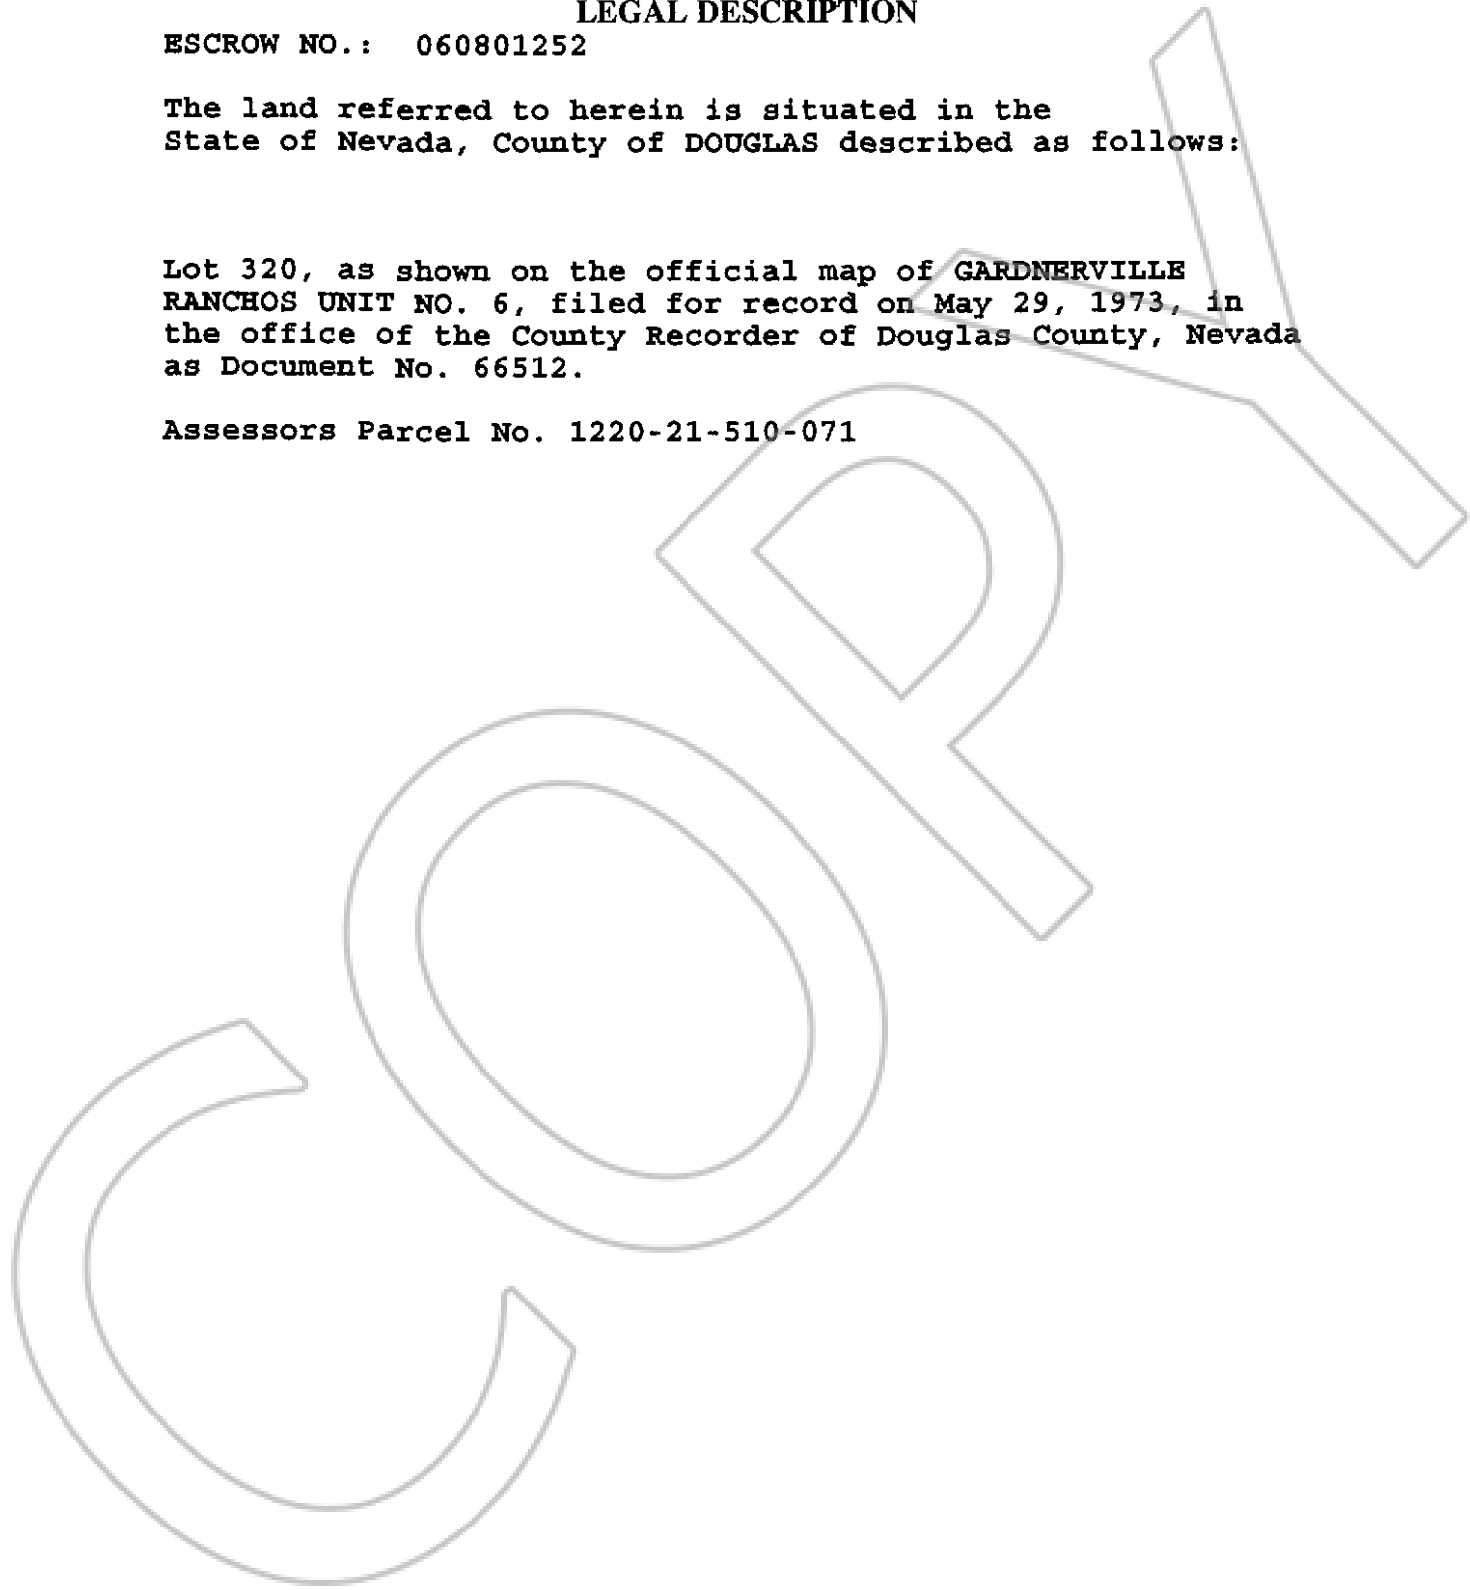 LEGAL DESCRIPTION
ESCROW NO.: 060801252
The land referred to herein is situated in the
State of Nevada, County of DOUGLAS described as follows:
Lot 320, as shown on the official map of GARDNERVILLE
RANCHOS UNIT NO. 6, filed for record on May 29, 1973, in
the office of the County Recorder of Douglas County, Nevada
as Document No. 66512.
Assessors Parcel No. 1220-21-510-071
COPY